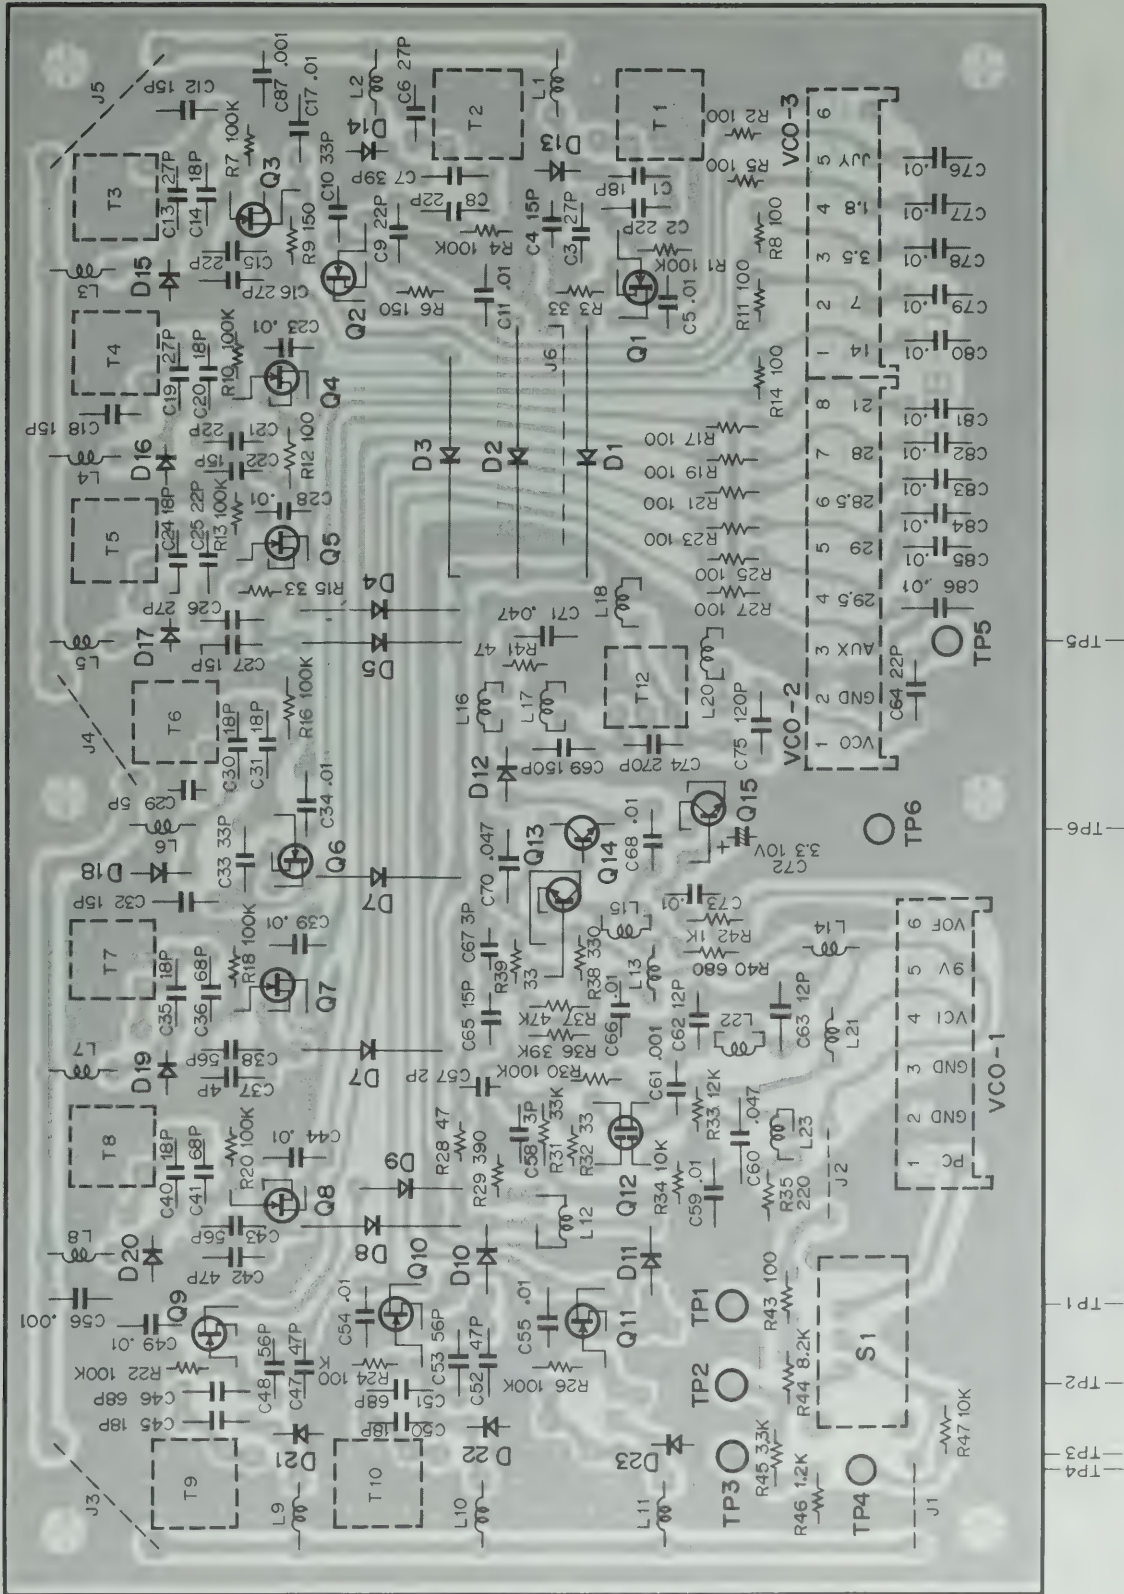 J5
C12 15P
C87 .001
C17 .01
R7 100K
L2
C6 27P
D14
T2
L1
T1
D13
T3
C13 27P
C14 18P
Q3
R9 150
C10 33P
C7 39P
C8 22P
C9 22P
R4 100K
C4 15P
C3 27P
C1 18P
C2 22P
R1 100K
R2 100
R5 100
R8 100
R11 100
R14 100
VCO-3
6
5 JJY
4 1.8
3 3.5
2 7
1 14
C76 .01
C77 .01
C78 .01
C79 .01
C80 .01
L3
D15
C15 22P
C16 27P
Q2
R6 150
C11 .01
R3 33
C5 .01
Q1
T4
C19 27P
C20 18P
R10 100K
C23 .01
Q4
J6
C18 15P
L4
D16
C21 22P
C22 15P
R12 100
D3
D2
D1
R17 100
R19 100
R21 100
R23 100
R25 100
R27 100
8 21
7 28
6 28.5
5 29
4 29.5
3 AUX
2 GND
1 VCO
VCO-2
C81 .01
C82 .01
C83 .01
C84 .01
C85 .01
C86 .01
T5
C24 18P
C25 22P
R13 100K
C28 .01
Q5
R15 33
L5
D17
C26 27P
C27 15P
D4
D5
C71 .047
R41 47
L18
L16
L17
T12
L20
TP5
C64 22P
J4
T6
C30 18P
C31 18P
R16 100K
C29 5P
L6
D18
C34 .01
C33 33P
Q6
D12
C69 150P
C74 270P
C75 120P
Q15
C72 3.3 10V
+
TP6
C70 .047
Q13
Q14
C68 .01
D7
C32 15P
T7
C35 18P
C36 68P
R18 100K
C39 .01
Q7
C67 3P
R39 33
C65 15P
R38 330
L15
L13
C73 .01
R42 1K
R40 680
L14
VCO-1
6 VOF
5 9V
4 VCI
3 GND
2 GND
1 PC
L7
D19
C38 56P
C37 4P
D7
C57 2P
R37 47K
R36 39K
R30 100K
C66 .01
C62 12P
L22
C63 12P
L21
C61 .001
T8
C40 18P
C41 68P
R20 100K
C44 .01
Q8
D9
R28 47
R29 390
C58 3P
R31 33K
R32 33
Q12
R33 12K
R34 10K
C60 .047
C59 .01
L23
R35 220
J2
L8
D20
C43 56P
C42 47P
D8
Q10
D10
L12
D11
C56 .001
C49 .01
Q9
C54 .01
C55 .01
Q11
TP1
R43 100
S1
R22 100K
C46 68P
C45 18P
C48 56P
C47 47P
R24 100K
C51 68P
C50 18P
C53 56P
C52 47P
R26 100K
TP2
R44 8.2K
R47 10K
J3
T9
D21
L9
T10
D22
L10
D23
L11
TP3
R45 3.3K
R46 1.2K
TP4
J1
TP5
TP6
TP1
TP2
TP3
TP4